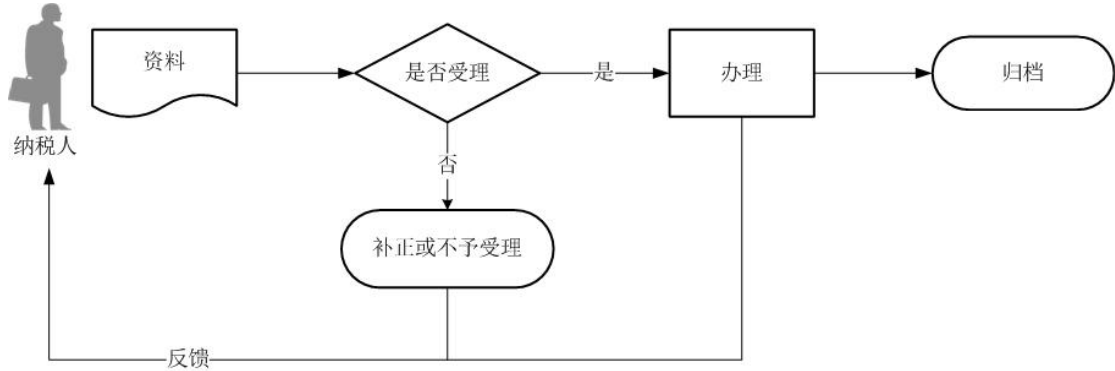 资料
是否受理
是
办理
归档
纳税人
否
补正或不予受理
反馈